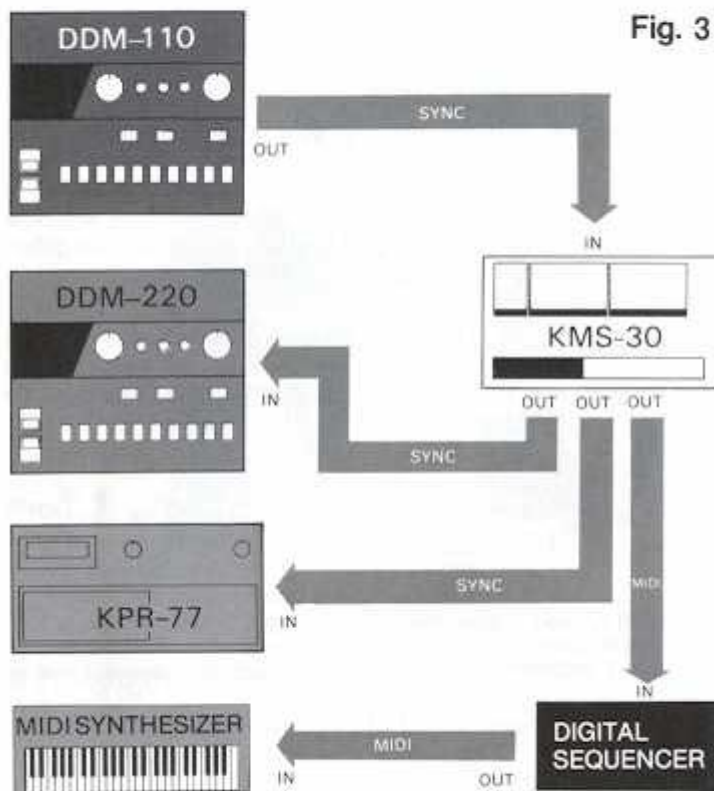 Fig. 3
DDM-110
SYNC
OUT
IN
DDM-220
KMS-30
IN
OUT OUT OUT
SYNC
KPR-77
SYNC
MIDI
IN
IN
MIDI SYNTHESIZER
MIDI
DIGITAL
SEQUENCER
IN
OUT